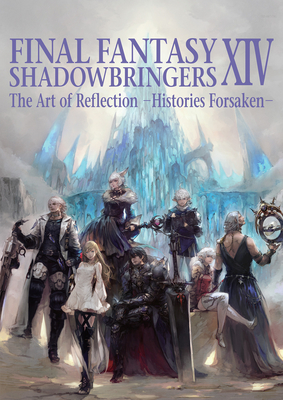 FINAL FANTASY XIV
SHADOWBRINGERS
The Art of Reflection -Histories Forsaken-